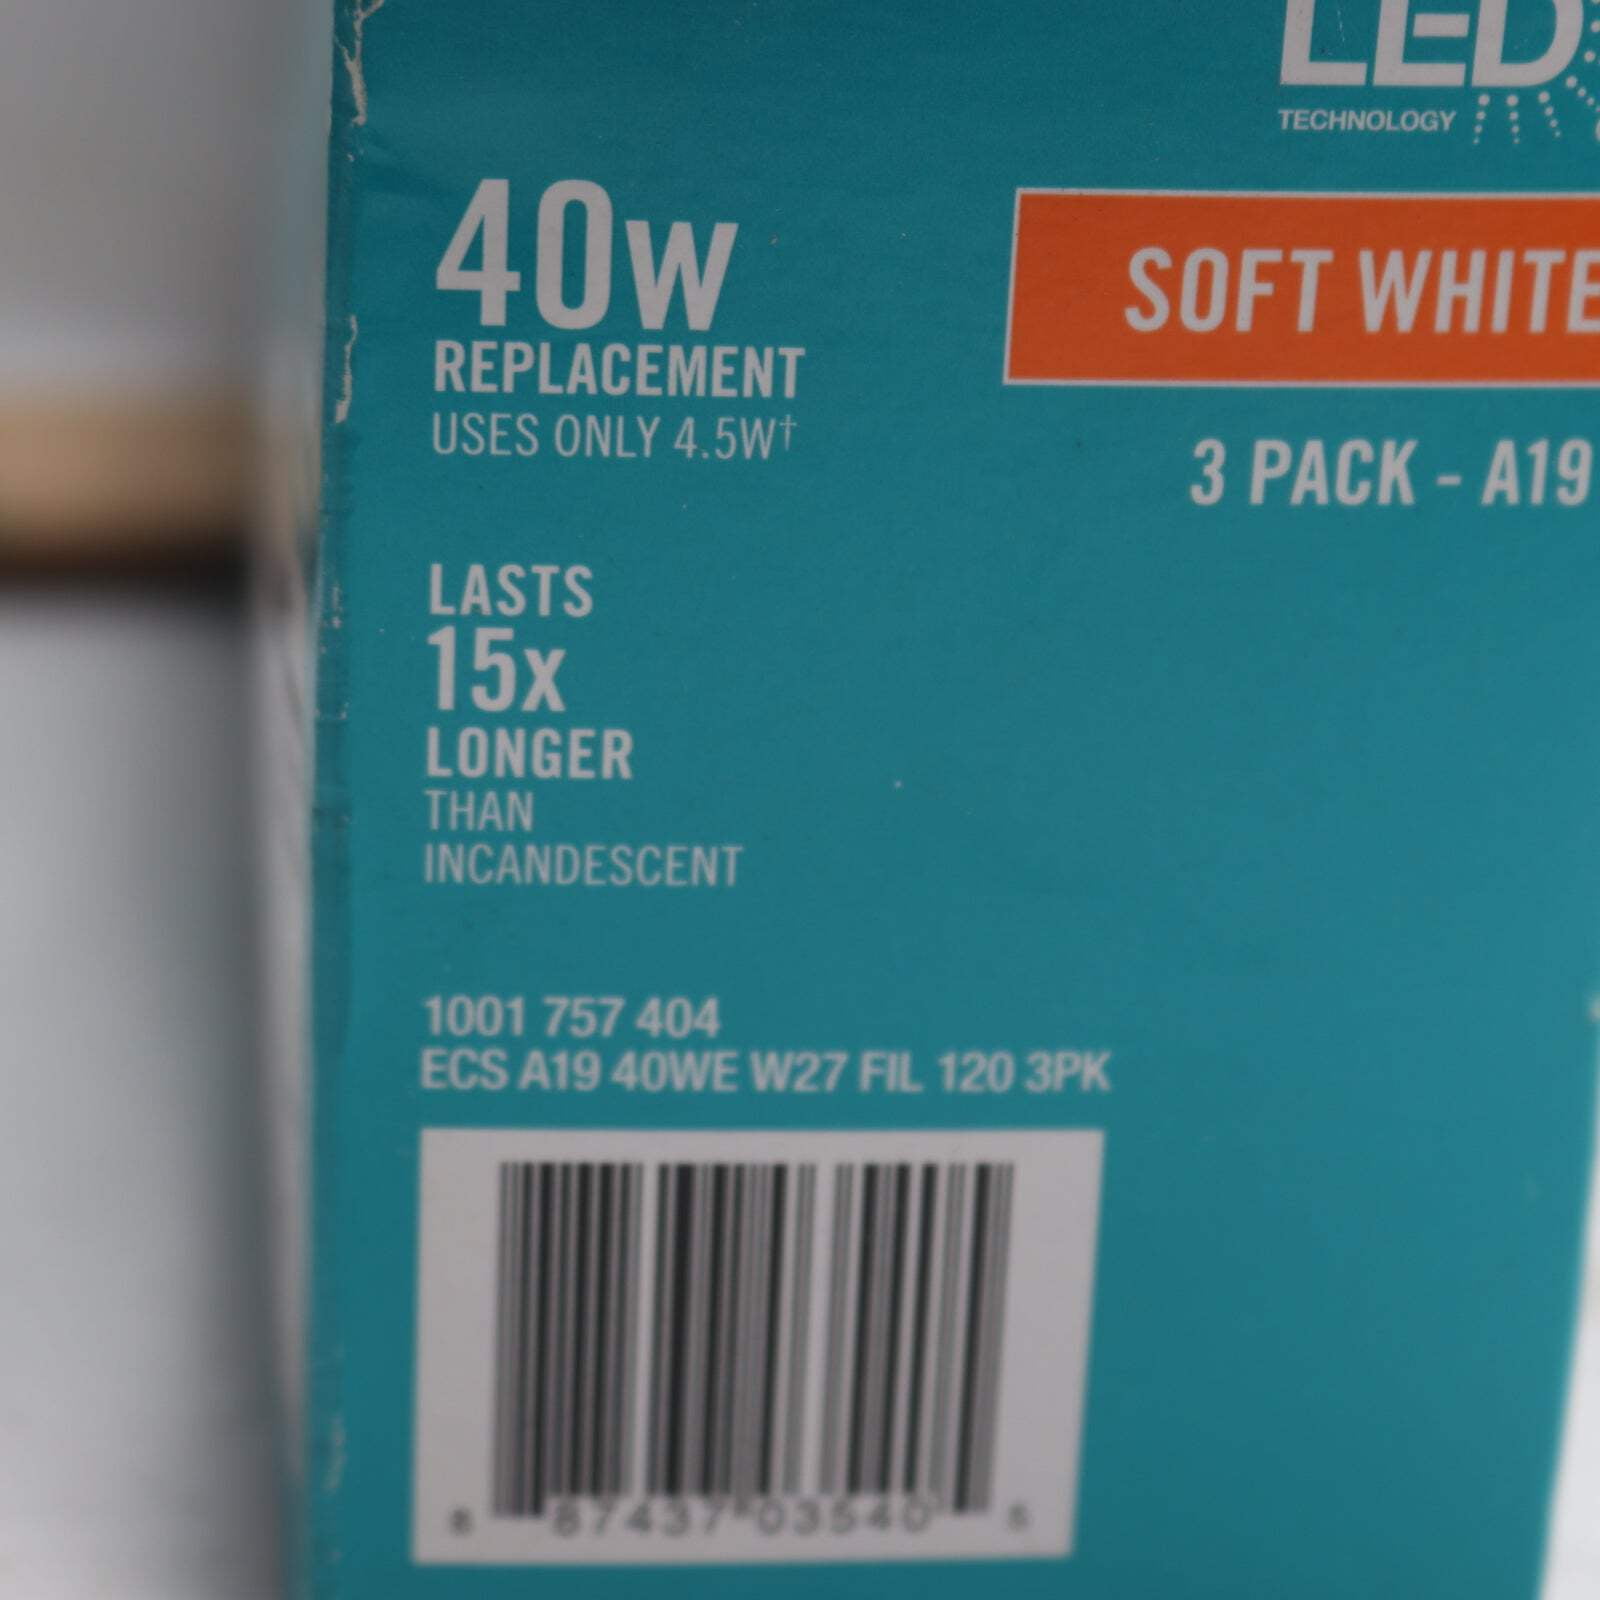 LED
TECHNOLOGY
40W
REPLACEMENT
USES ONLY 4.5W†
SOFT WHITE
3 PACK - A19
LASTS
15x
LONGER
THAN
INCANDESCENT
1001 757 404
ECS A19 40WE W27 FIL 120 3PK
8 87437 03540 5